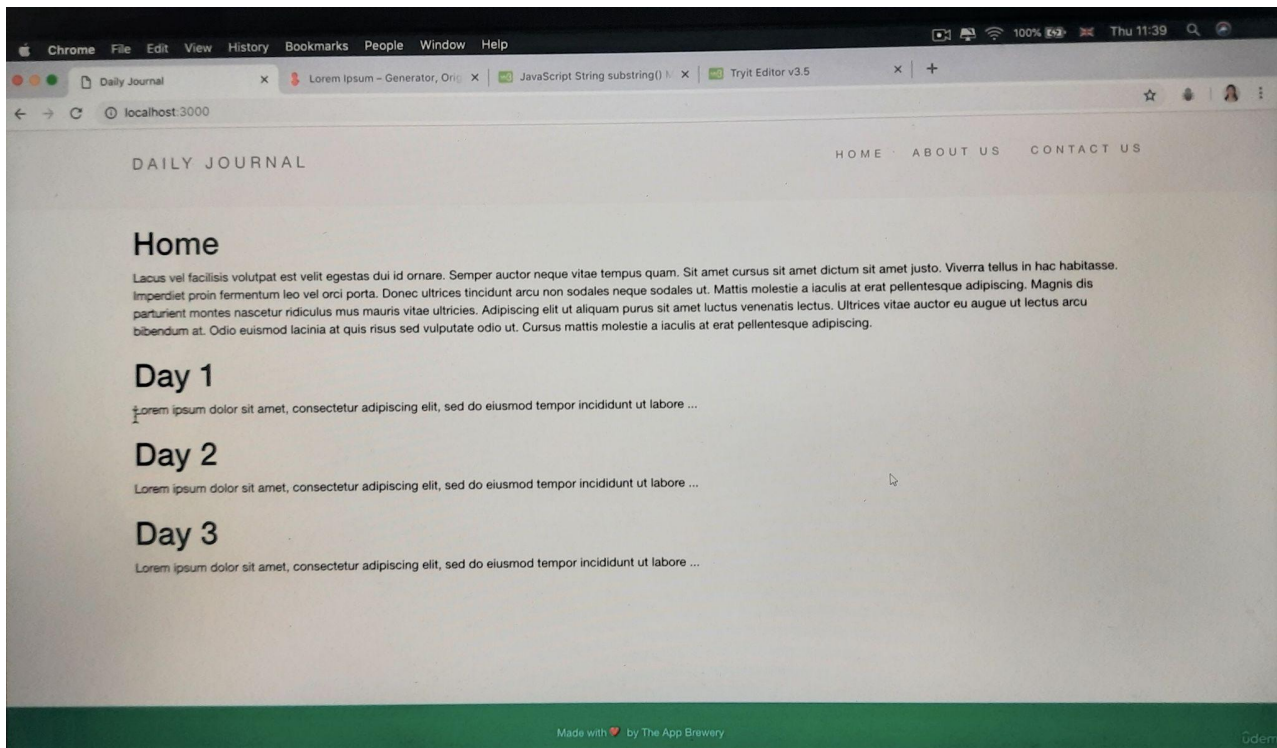 Chrome File Edit View History Bookmarks People Window Help 100% Thu 11:39
Daily Journal Lorem Ipsum – Generator, Orig JavaScript String substring() M Tryit Editor v3.5
localhost:3000
DAILY JOURNAL HOME ABOUT US CONTACT US
Home
Lacus vel facilisis volutpat est velit egestas dui id ornare. Semper auctor neque vitae tempus quam. Sit amet cursus sit amet dictum sit amet justo. Viverra tellus in hac habitasse.
Imperdiet proin fermentum leo vel orci porta. Donec ultrices tincidunt arcu non sodales neque sodales ut. Mattis molestie a iaculis at erat pellentesque adipiscing. Magnis dis
parturient montes nascetur ridiculus mus mauris vitae ultricies. Adipiscing elit ut aliquam purus sit amet luctus venenatis lectus. Ultrices vitae auctor eu augue ut lectus arcu
bibendum at. Odio euismod lacinia at quis risus sed vulputate odio ut. Cursus mattis molestie a iaculis at erat pellentesque adipiscing.
Day 1
Lorem ipsum dolor sit amet, consectetur adipiscing elit, sed do eiusmod tempor incididunt ut labore ...
Day 2
Lorem ipsum dolor sit amet, consectetur adipiscing elit, sed do eiusmod tempor incididunt ut labore ...
Day 3
Lorem ipsum dolor sit amet, consectetur adipiscing elit, sed do eiusmod tempor incididunt ut labore ...
Made with ❤️ by The App Brewery
ûdem